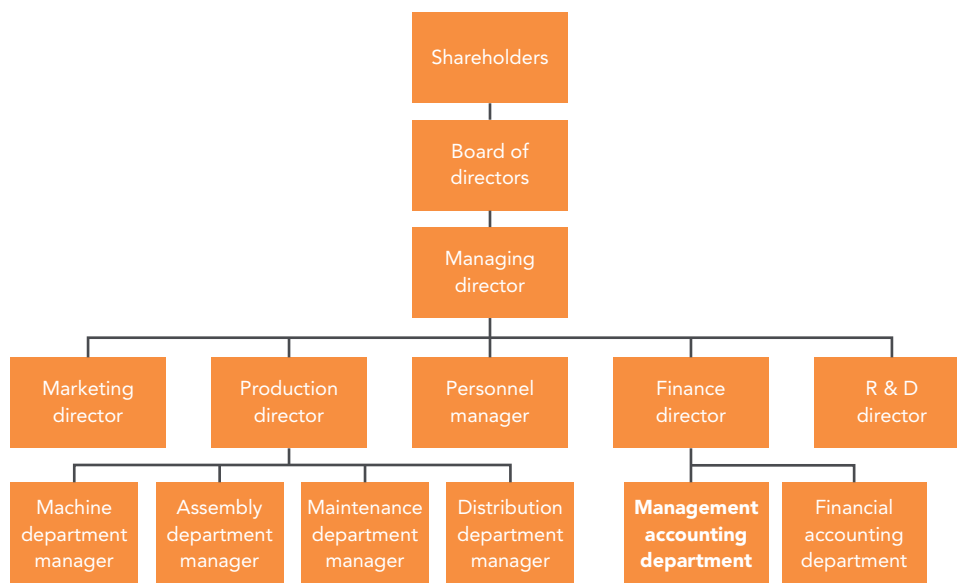 Shareholders
Board of
directors
Managing
director
Marketing
director
Production
director
Personnel
manager
Finance
director
R & D
director
Machine
department
manager
Assembly
department
manager
Maintenance
department
manager
Distribution
department
manager
Management
accounting
department
Financial
accounting
department